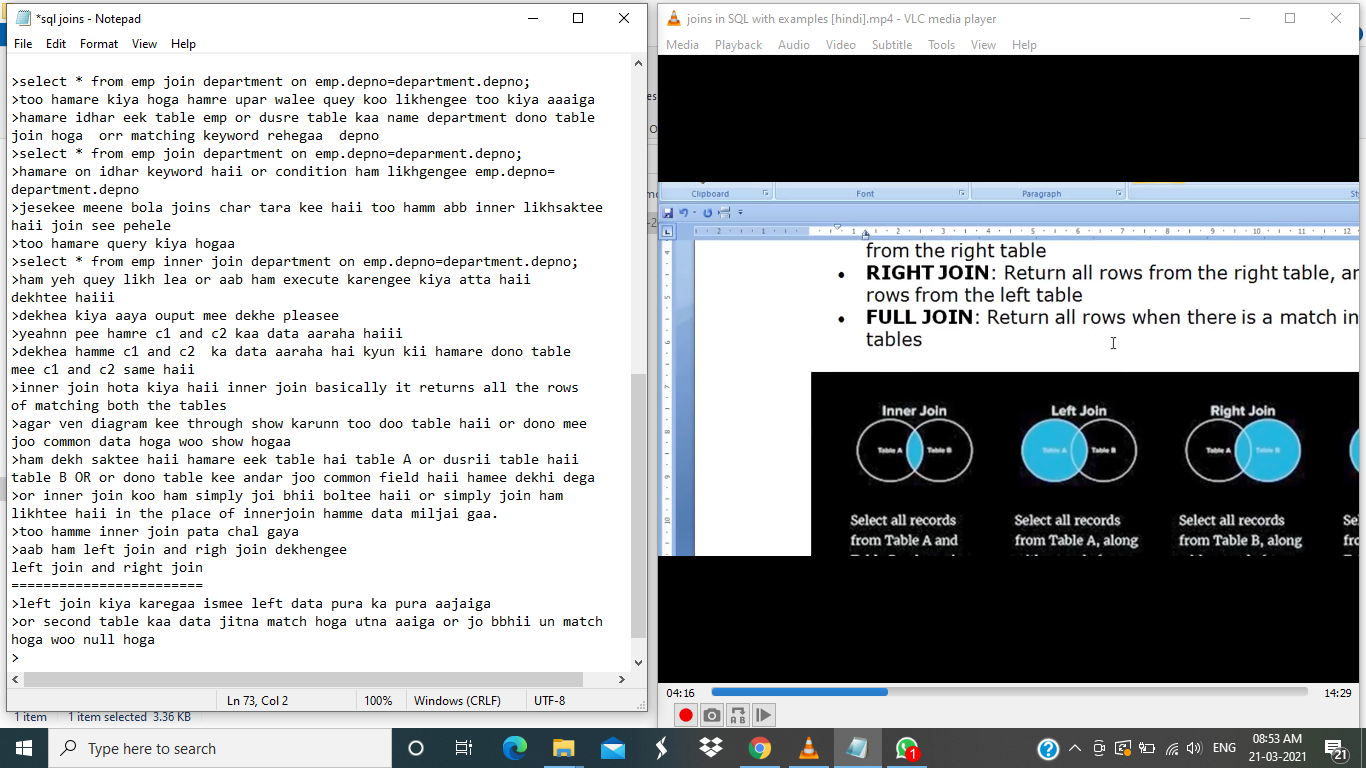 *sql joins - Notepad
File Edit Format View Help
>select * from emp join department on emp.depno=department.depno;
>too hamare kiya hoga hamre upar walee quey koo likhengee too kiya aaaiga
>hamare idhar eek table emp or dusre table kaa name department dono table
join hoga  orr matching keyword rehegaa  depno
>select * from emp join department on emp.depno=deparment.depno;
>hamare on idhar keyword haii or condition ham likhgengee emp.depno=
department.depno
>jesekee meene bola joins char tara kee haii too hamm abb inner likhsaktee
haii join see pehele
>too hamare query kiya hogaa
>select * from emp inner join department on emp.depno=department.depno;
>ham yeh quey likh lea or aab ham execute karengee kiya atta haii
dekhtee haiii
>dekhea kiya aaya ouput mee dekhe pleasee
>yeahnn pee hamre c1 and c2 kaa data aaraha haiii
>dekhea hamme c1 and c2  ka data aaraha hai kyun kii hamare dono table
mee c1 and c2 same haii
>inner join hota kiya haii inner join basically it returns all the rows
of matching both the tables
>agar ven diagram kee through show karunn too doo table haii or dono mee
joo common data hoga woo show hogaa
>ham dekh saktee haii hamare eek table hai table A or dusrii table haii
table B OR or dono table kee andar joo common field haii hamee dekhi dega
>or inner join koo ham simply joi bhii boltee haii or simply join ham
likhtee haii in the place of innerjoin hamme data miljai gaa.
>too hamme inner join pata chal gaya
>aab ham left join and righ join dekhengee
left join and right join
========================
>left join kiya karegaa ismee left data pura ka pura aajaiga
>or second table kaa data jitna match hoga utna aaiga or jo bbhii un match
hoga woo null hoga
>
Ln 73, Col 2 100% Windows (CRLF) UTF-8
1 item 1 item selected 3.36 KB
joins in SQL with examples [hindi].mp4 - VLC media player
Media Playback Audio Video Subtitle Tools View Help
Clipboard Font Paragraph
2 1 1 2 3 4 5 6 7 8 9 10 11 12
from the right table
• RIGHT JOIN: Return all rows from the right table, an
rows from the left table
• FULL JOIN: Return all rows when there is a match in
tables
Inner Join Left Join Right Join
Table A Table B Table A Table B Table A Table B
Select all records Select all records Select all records
from Table A and from Table A, along from Table B, along
04:16 14:29
Type here to search
1
ENG
08:53 AM
21-03-2021
21